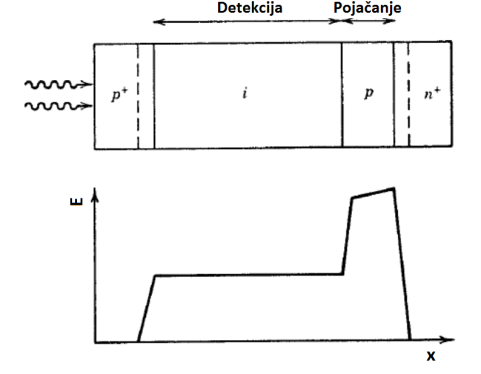 Detekcija Pojačanje
p+ i p n+
E
x